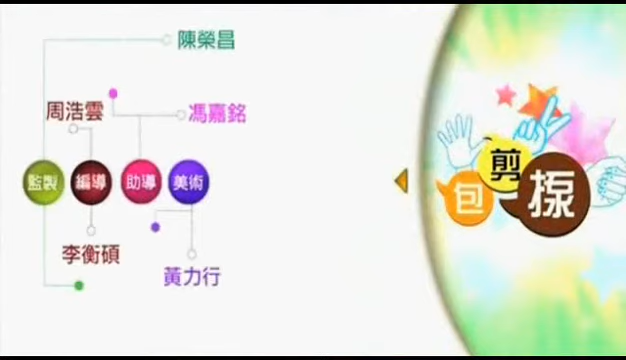 陳榮昌
周浩雲
馮嘉銘
監製 編導 助導 美術
李衡碩
黃力行
包 剪 揼